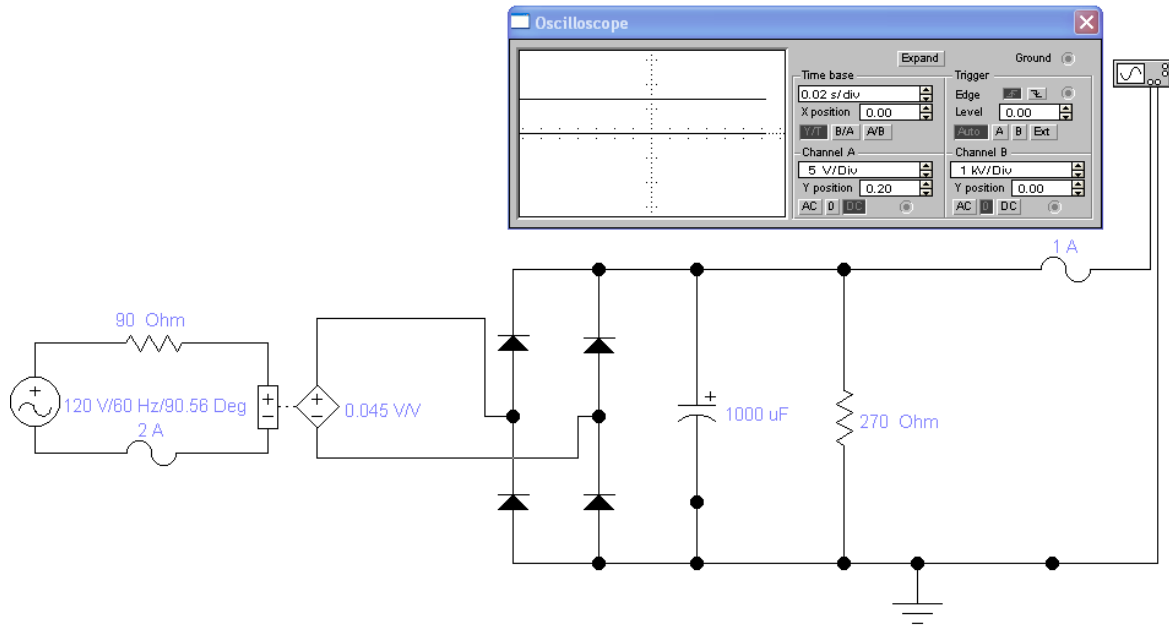 Oscilloscope
Expand Ground
Time base Trigger
0.02 s/div Edge
X position 0.00 Level 0.00
Y/T B/A A/B Auto A B Ext
Channel A Channel B
5 V/Div 1 kV/Div
Y position 0.20 Y position 0.00
AC 0 DC AC 0 DC
1 A
90 Ohm
120 V/60 Hz/90.56 Deg
2 A
0.045 V/V
1000 uF
270 Ohm